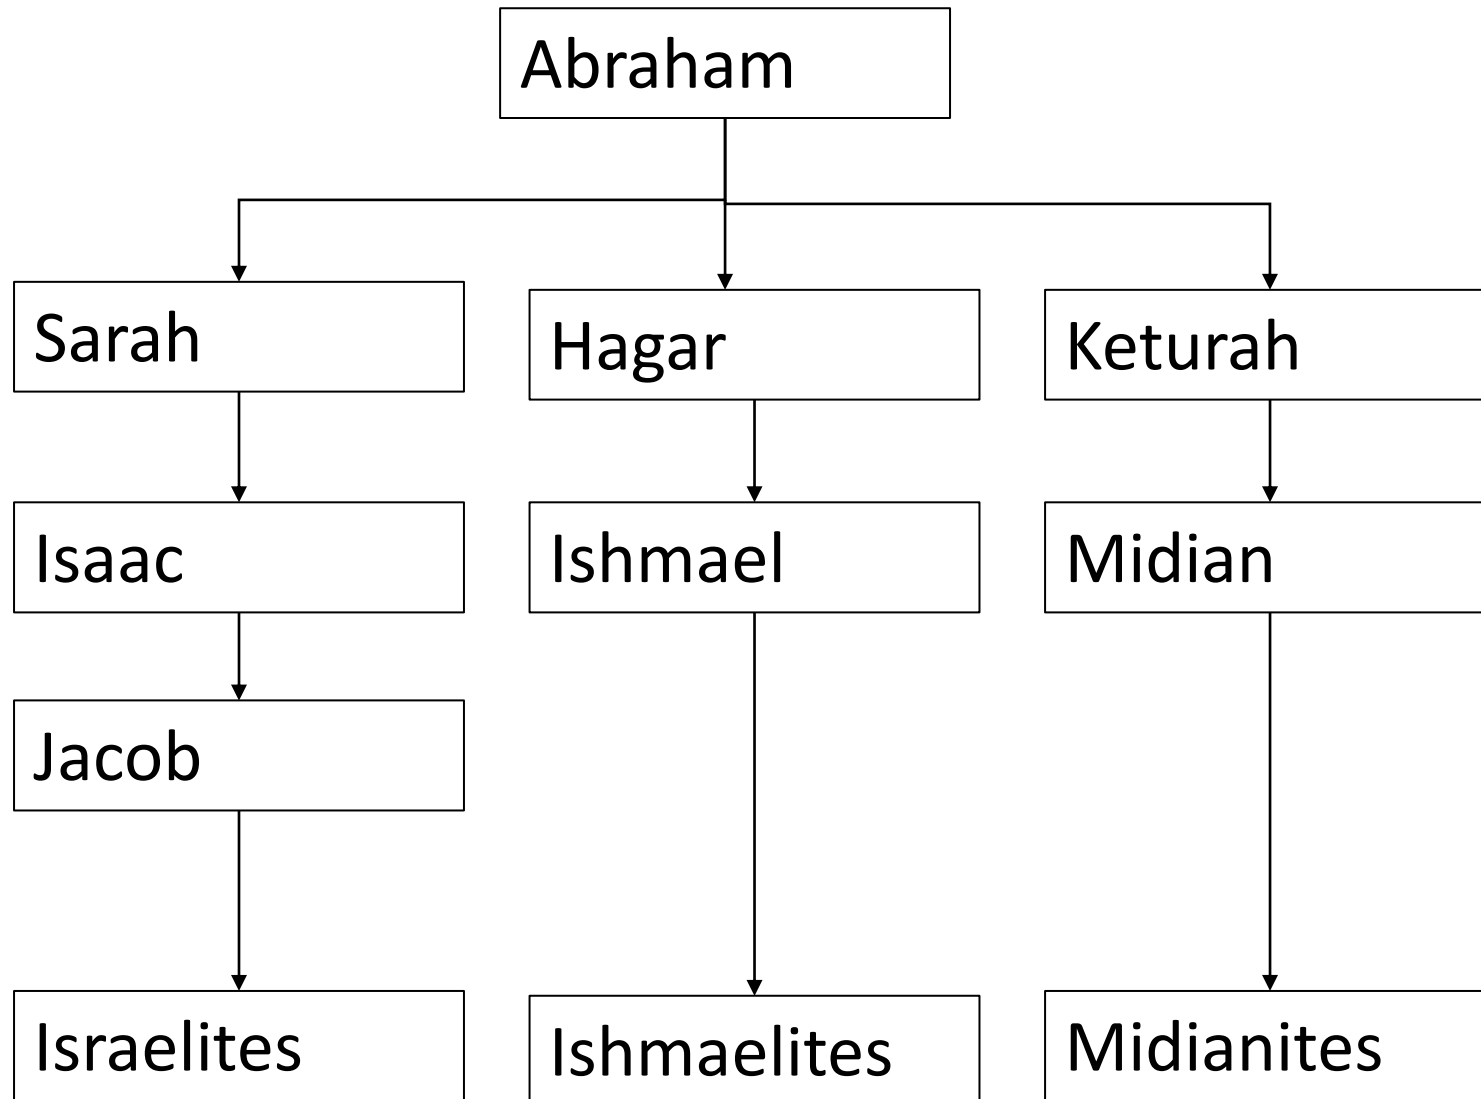 Abraham
Sarah
Hagar
Keturah
Isaac
Ishmael
Midian
Jacob
Israelites
Ishmaelites
Midianites